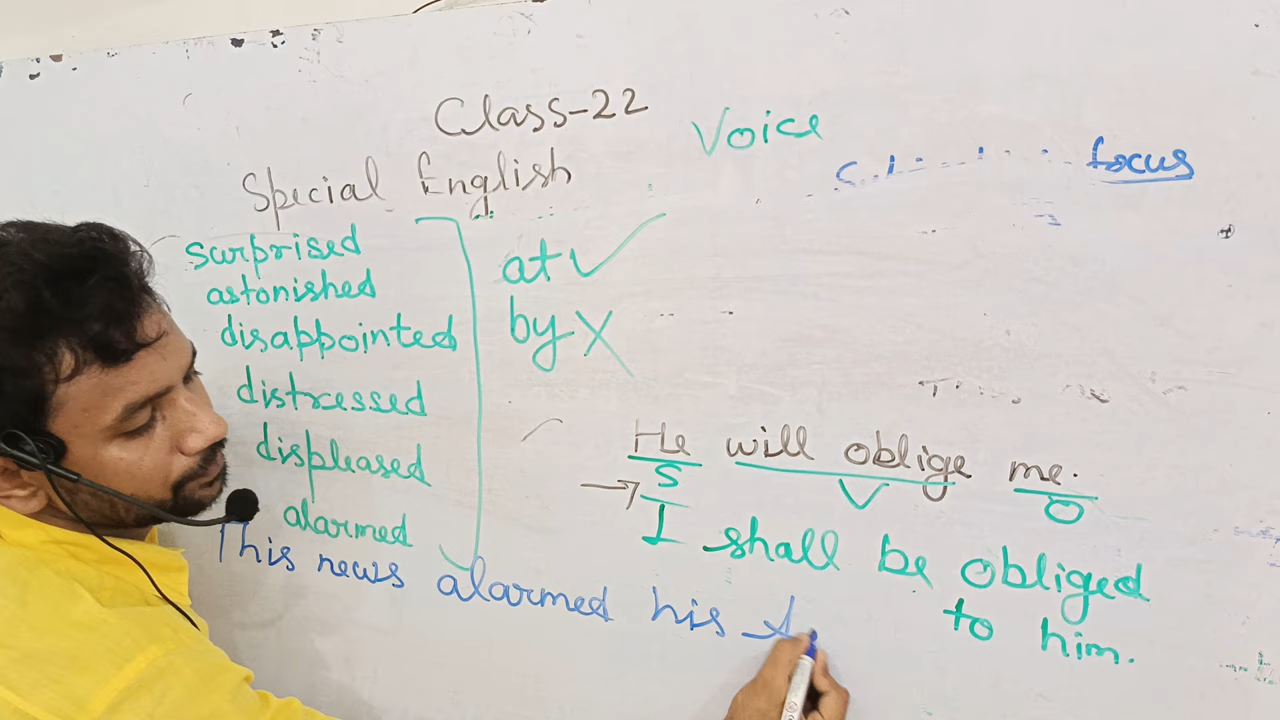 Class-22
Voice
Special English
focus
surprised
astonished
disappointed
distressed
displeased
alarmed
at ✓
by X
He will oblige me.
S V O
→ I shall be obliged
to him.
This news alarmed his